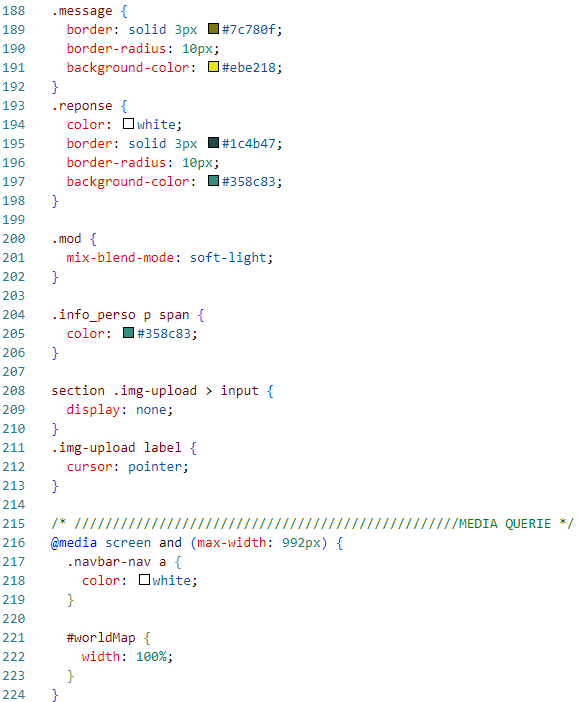 188 .message {
189 border: solid 3px #7c780f;
190 border-radius: 10px;
191 background-color: #ebe218;
192 }
193 .reponse {
194 color: white;
195 border: solid 3px #1c4b47;
196 border-radius: 10px;
197 background-color: #358c83;
198 }
199
200 .mod {
201 mix-blend-mode: soft-light;
202 }
203
204 .info_perso p span {
205 color: #358c83;
206 }
207
208 section .img-upload > input {
209 display: none;
210 }
211 .img-upload label {
212 cursor: pointer;
213 }
214
215 /* //////////////////////////////////////////////////MEDIA QUERIE */
216 @media screen and (max-width: 992px) {
217 .navbar-nav a {
218 color: white;
219 }
220
221 #worldMap {
222 width: 100%;
223 }
224 }